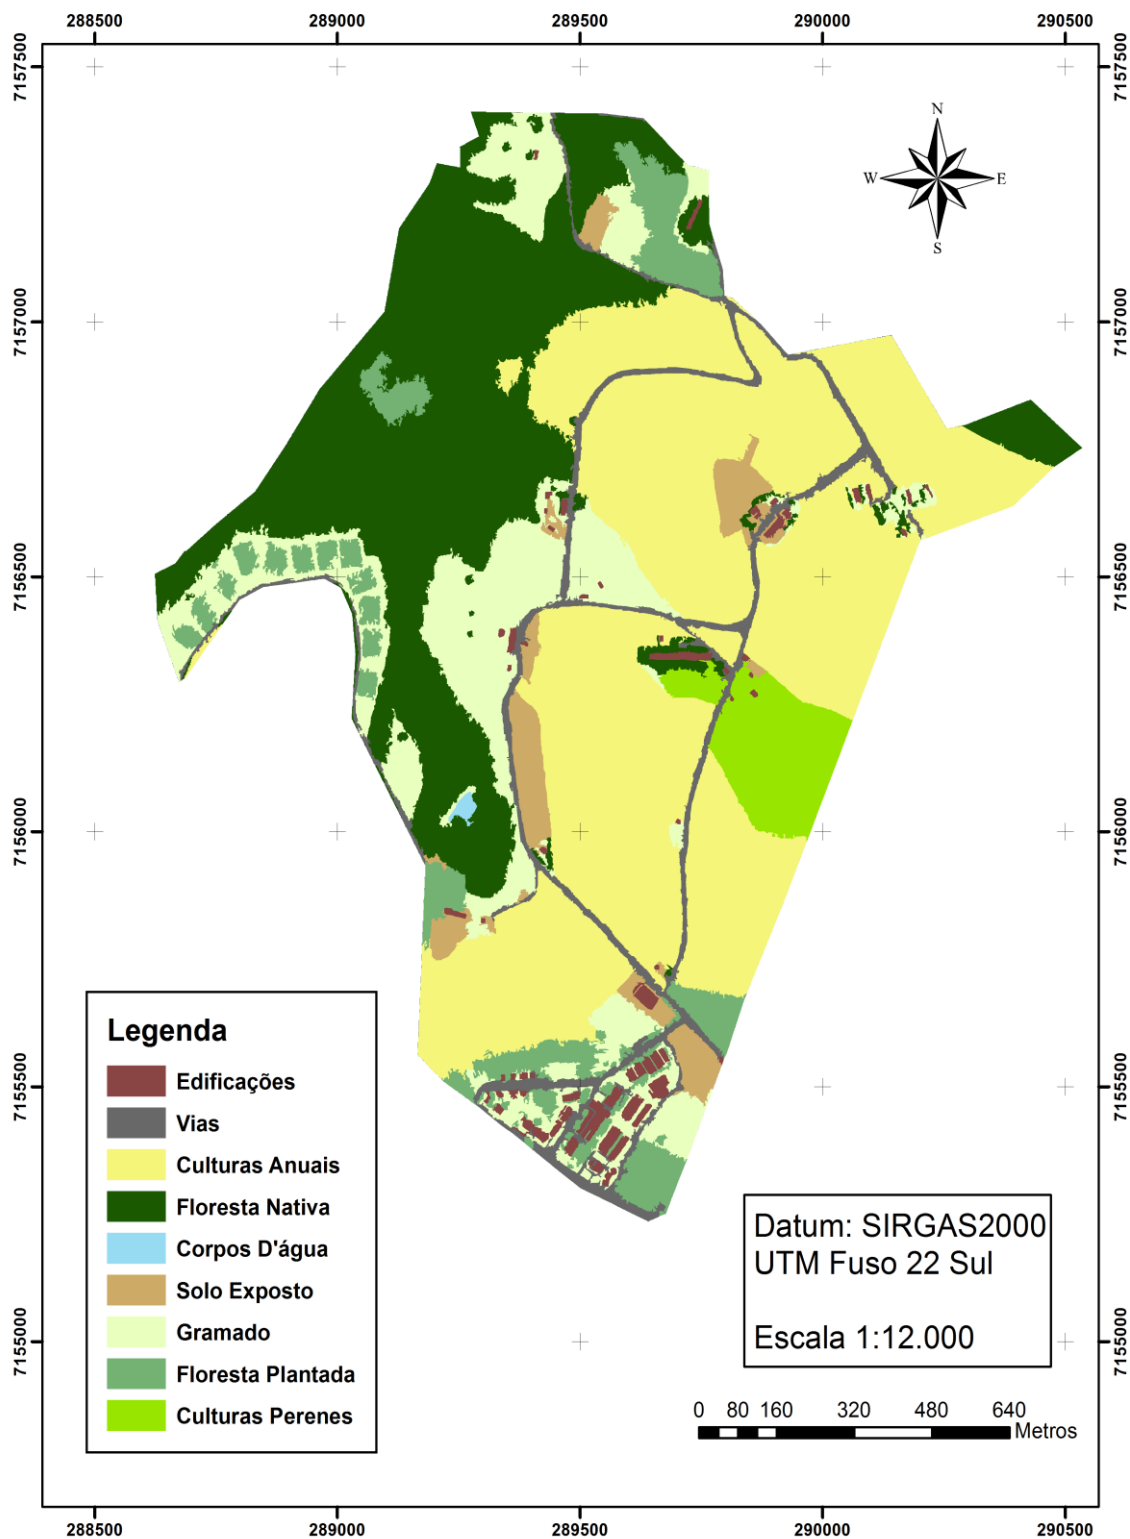 288500 289000 289500 290000 290500
7157500 7157500
N
W E
S
7157000 7157000
7156500 7156500
7156000 7156000
7155500 7155500
7155000 7155000
Legenda
Edificações
Vias
Culturas Anuais
Floresta Nativa
Corpos D'água
Solo Exposto
Gramado
Floresta Plantada
Culturas Perenes
Datum: SIRGAS2000
UTM Fuso 22 Sul
Escala 1:12.000
0 80 160 320 480 640
Metros
288500 289000 289500 290000 290500